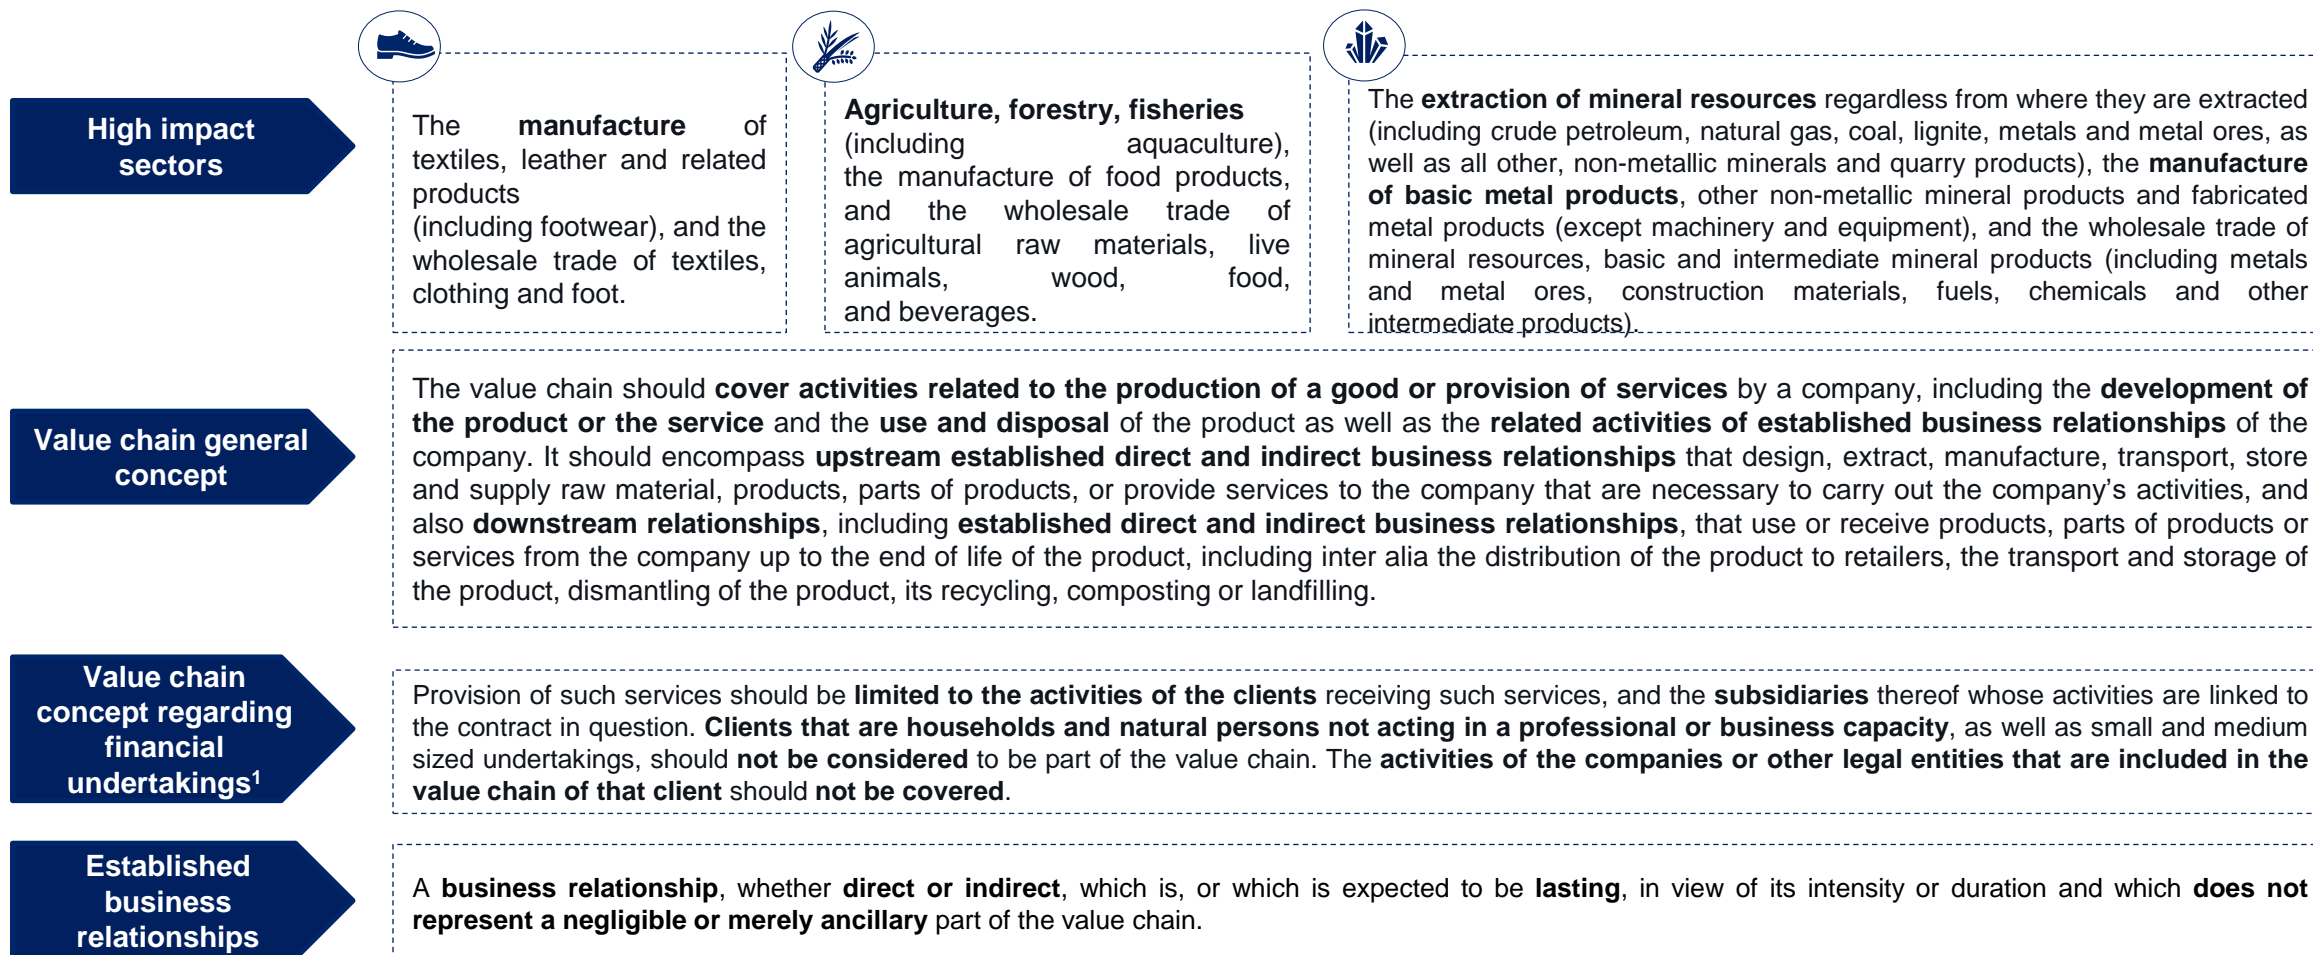 High impact
sectors
The manufacture of
textiles, leather and related
products
(including footwear), and the
wholesale trade of textiles,
clothing and foot.
Agriculture, forestry, fisheries
(including aquaculture),
the manufacture of food products,
and the wholesale trade of
agricultural raw materials, live
animals, wood, food,
and beverages.
The extraction of mineral resources regardless from where they are extracted
(including crude petroleum, natural gas, coal, lignite, metals and metal ores, as
well as all other, non-metallic minerals and quarry products), the manufacture
of basic metal products, other non-metallic mineral products and fabricated
metal products (except machinery and equipment), and the wholesale trade of
mineral resources, basic and intermediate mineral products (including metals
and metal ores, construction materials, fuels, chemicals and other
intermediate products).
Value chain general
concept
The value chain should cover activities related to the production of a good or provision of services by a company, including the development of
the product or the service and the use and disposal of the product as well as the related activities of established business relationships of the
company. It should encompass upstream established direct and indirect business relationships that design, extract, manufacture, transport, store
and supply raw material, products, parts of products, or provide services to the company that are necessary to carry out the company’s activities, and
also downstream relationships, including established direct and indirect business relationships, that use or receive products, parts of products or
services from the company up to the end of life of the product, including inter alia the distribution of the product to retailers, the transport and storage of
the product, dismantling of the product, its recycling, composting or landfilling.
Value chain
concept regarding
financial
undertakings¹
Provision of such services should be limited to the activities of the clients receiving such services, and the subsidiaries thereof whose activities are linked to
the contract in question. Clients that are households and natural persons not acting in a professional or business capacity, as well as small and medium
sized undertakings, should not be considered to be part of the value chain. The activities of the companies or other legal entities that are included in the
value chain of that client should not be covered.
Established
business
relationships
A business relationship, whether direct or indirect, which is, or which is expected to be lasting, in view of its intensity or duration and which does not
represent a negligible or merely ancillary part of the value chain.